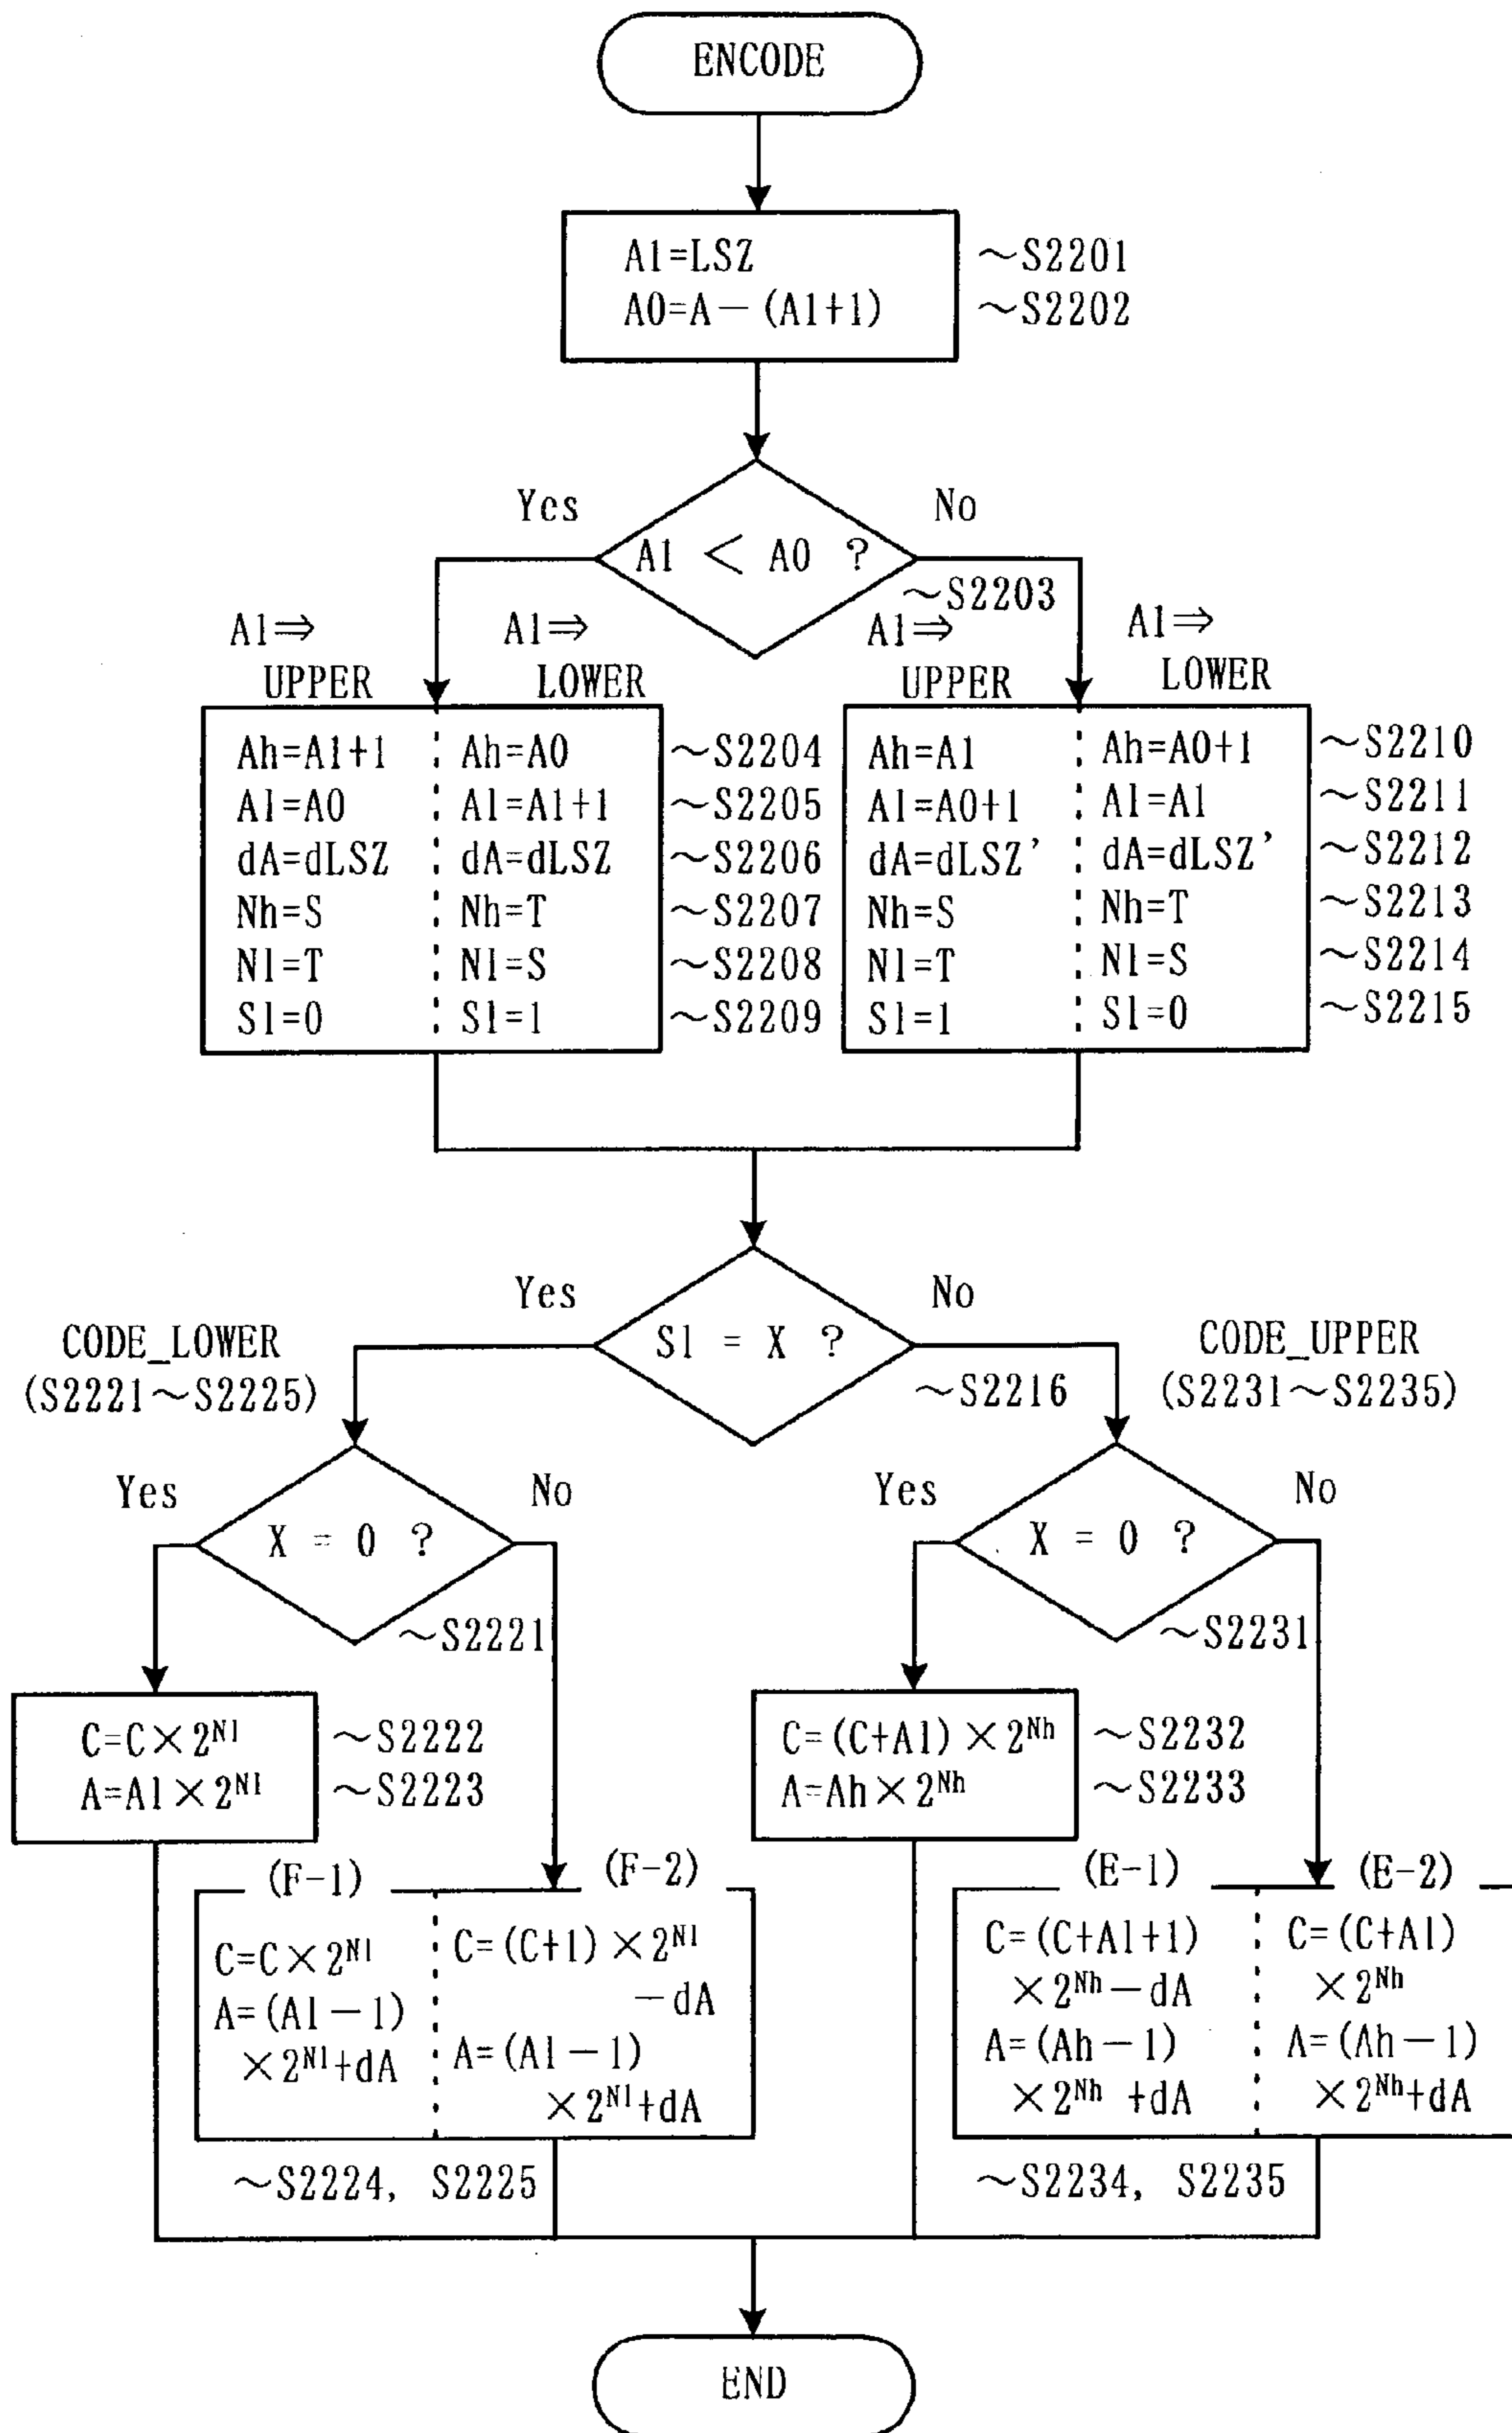 ENCODE
A1=LSZ ~S2201
A0=A-(A1+1) ~S2202
Yes No
A1 < A0 ?
~S2203
A1⇒ UPPER
A1⇒ LOWER
A1⇒ UPPER
A1⇒ LOWER
Ah=A1+1 Ah=A0 ~S2204 Ah=A1 Ah=A0+1 ~S2210
Al=A0 Al=A1+1 ~S2205 Al=A0+1 Al=A1 ~S2211
dA=dLSZ dA=dLSZ ~S2206 dA=dLSZ' dA=dLSZ' ~S2212
Nh=S Nh=T ~S2207 Nh=S Nh=T ~S2213
Nl=T Nl=S ~S2208 Nl=T Nl=S ~S2214
Sl=0 Sl=1 ~S2209 Sl=1 Sl=0 ~S2215
Yes No
Sl = X ?
~S2216
CODE_LOWER
(S2221~S2225)
CODE_UPPER
(S2231~S2235)
Yes No
X = 0 ?
~S2221
Yes No
X = 0 ?
~S2231
C=C×2^Nl ~S2222
A=Al×2^Nl ~S2223
C=(C+Al)×2^Nh ~S2232
A=Ah×2^Nh ~S2233
(F-1)
C=C×2^Nl
A=(Al-1)
×2^Nl+dA
(F-2)
C=(C+1)×2^Nl
-dA
A=(Al-1)
×2^Nl+dA
~S2224, S2225
(E-1)
C=(C+Al+1)
×2^Nh-dA
A=(Ah-1)
×2^Nh +dA
(E-2)
C=(C+Al)
×2^Nh
A=(Ah-1)
×2^Nh+dA
~S2234, S2235
END